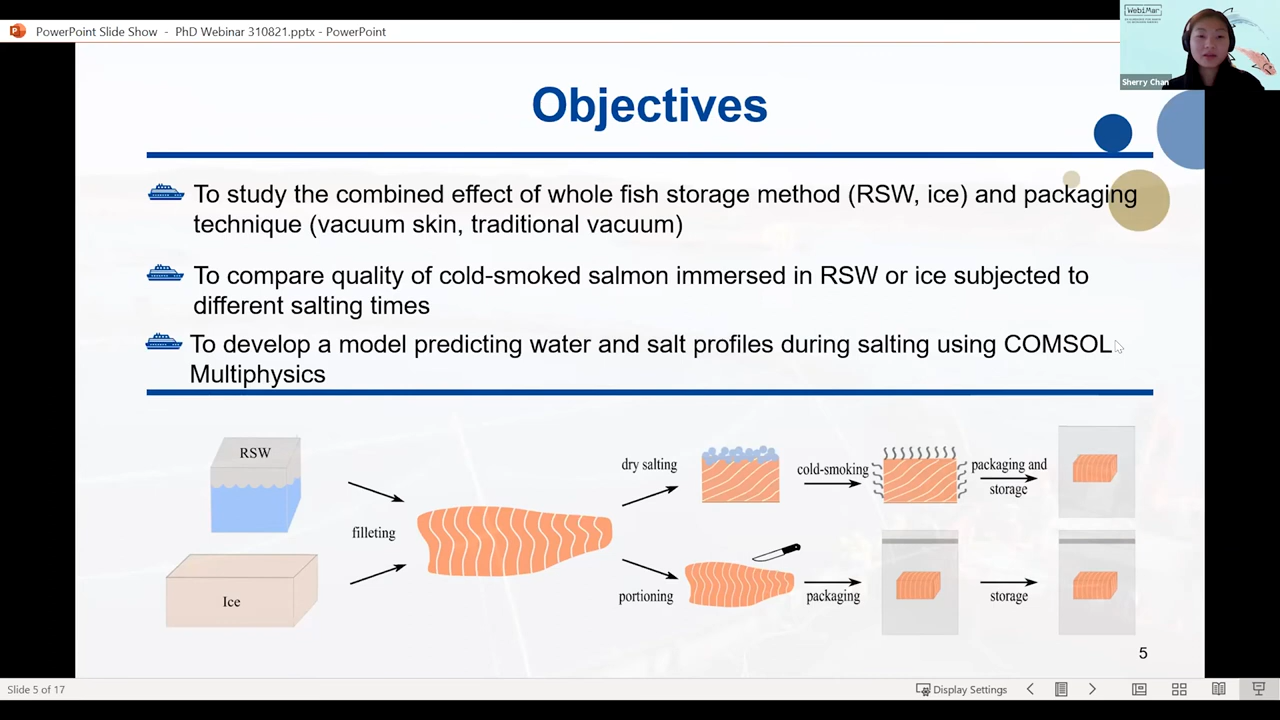 PowerPoint Slide Show - PhD Webinar 310821.pptx - PowerPoint
WebiMar
Sherry Chan
Objectives
To study the combined effect of whole fish storage method (RSW, ice) and packaging
technique (vacuum skin, traditional vacuum)
To compare quality of cold-smoked salmon immersed in RSW or ice subjected to
different salting times
To develop a model predicting water and salt profiles during salting using COMSOL
Multiphysics
RSW
Ice
filleting
dry salting
cold-smoking
packaging and
storage
portioning
packaging
storage
5
Slide 5 of 17
Display Settings